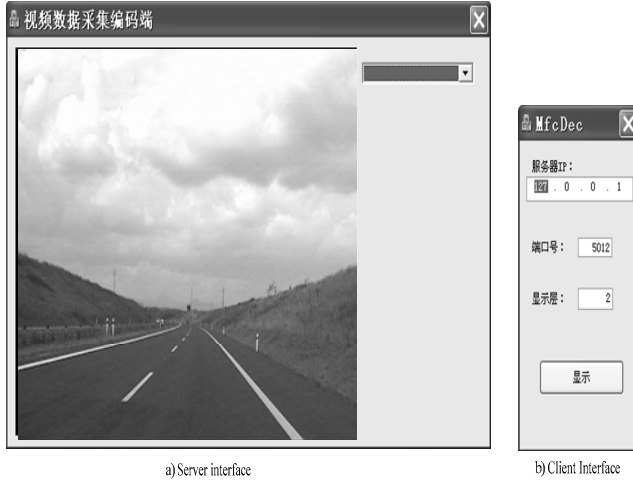 视频数据采集编码端
MfcDec
服务器IP：
127 . 0 . 0 . 1
端口号： 5012
显示层： 2
显示
a) Server interface
b) Client Interface